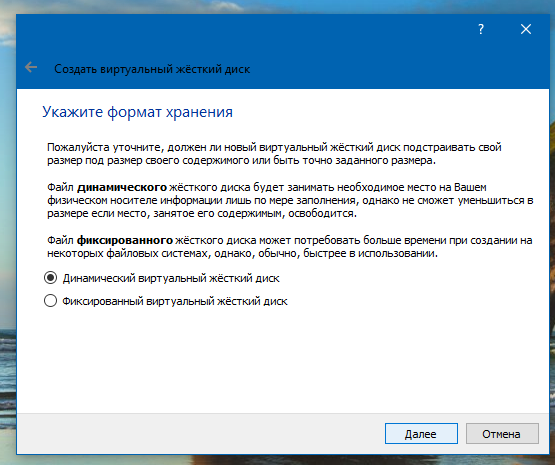 ?
Создать виртуальный жёсткий диск
Укажите формат хранения
Пожалуйста уточните, должен ли новый виртуальный жёсткий диск подстраивать свой
размер под размер своего содержимого или быть точно заданного размера.
Файл динамического жёсткого диска будет занимать необходимое место на Вашем
физическом носителе информации лишь по мере заполнения, однако не сможет уменьшиться в
размере если место, занятое его содержимым, освободится.
Файл фиксированного жёсткого диска может потребовать больше времени при создании на
некоторых файловых системах, однако, обычно, быстрее в использовании.
Динамический виртуальный жёсткий диск
Фиксированный виртуальный жёсткий диск
Далее
Отмена